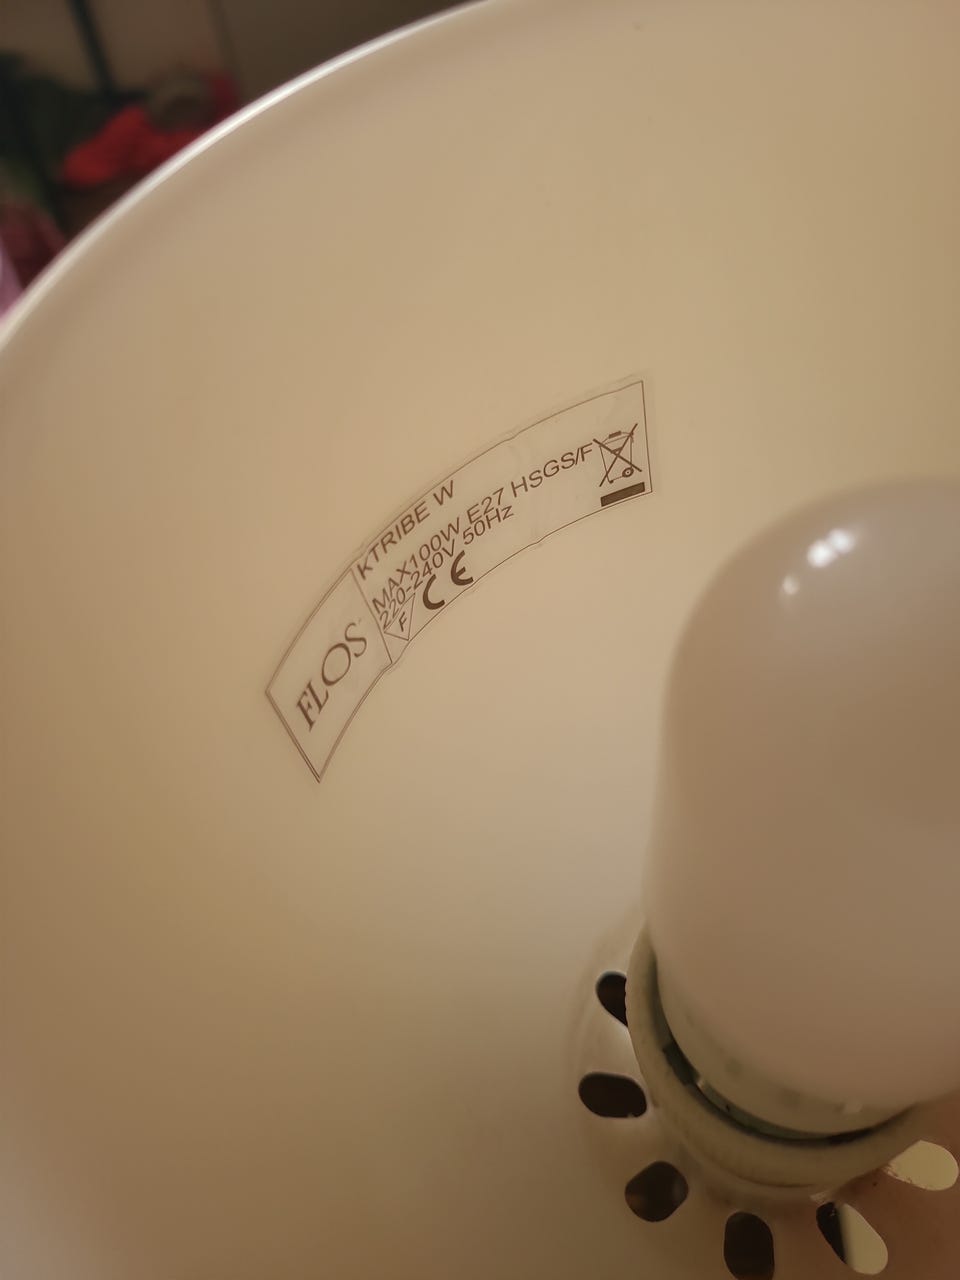 FLOS
KTRIBE W
MAX100W E27 HSGS/F
220-240V 50Hz
F CE